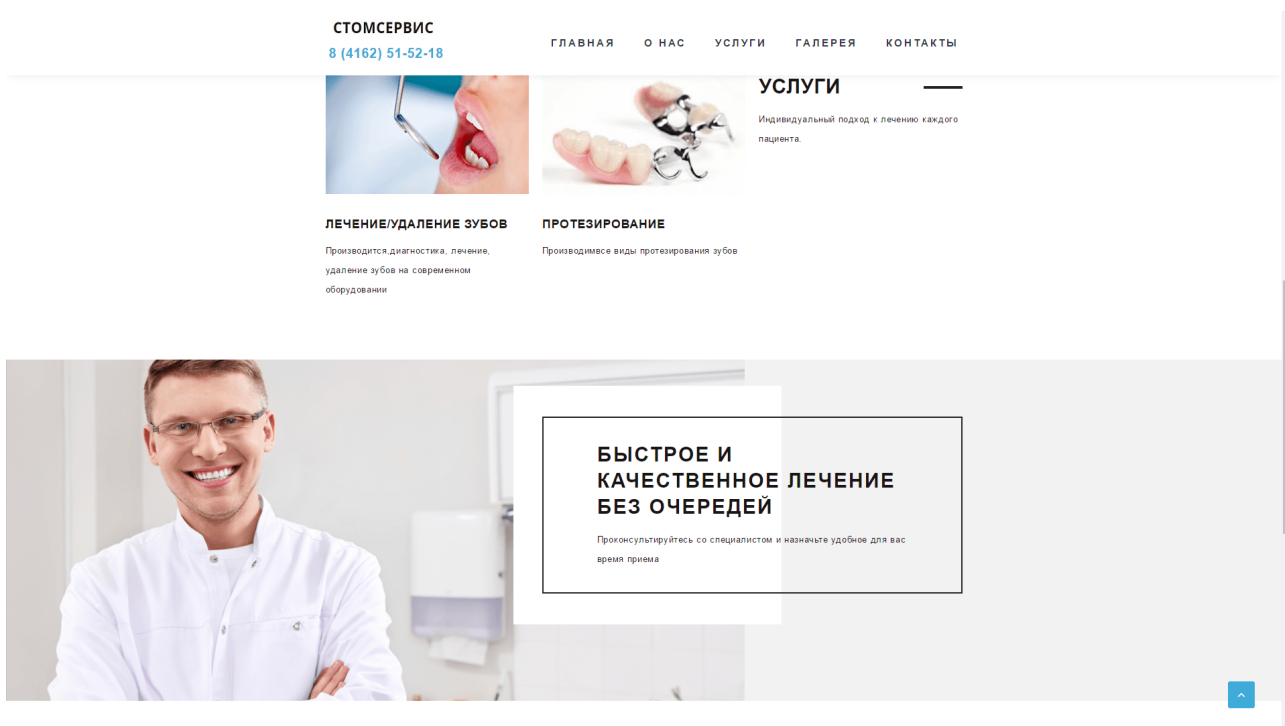 СТОМСЕРВИС
8 (4162) 51-52-18
ГЛАВНАЯ О НАС УСЛУГИ ГАЛЕРЕЯ КОНТАКТЫ
ЛЕЧЕНИЕ/УДАЛЕНИЕ ЗУБОВ
Производится,диагностика, лечение,
удаление зубов на современном
оборудовании
ПРОТЕЗИРОВАНИЕ
Производимвсе виды протезирования зубов
УСЛУГИ
Индивидуальный подход к лечению каждого
пациента.
БЫСТРОЕ И
КАЧЕСТВЕННОЕ ЛЕЧЕНИЕ
БЕЗ ОЧЕРЕДЕЙ
Проконсультируйтесь со специалистом и назначьте удобное для вас
время приема